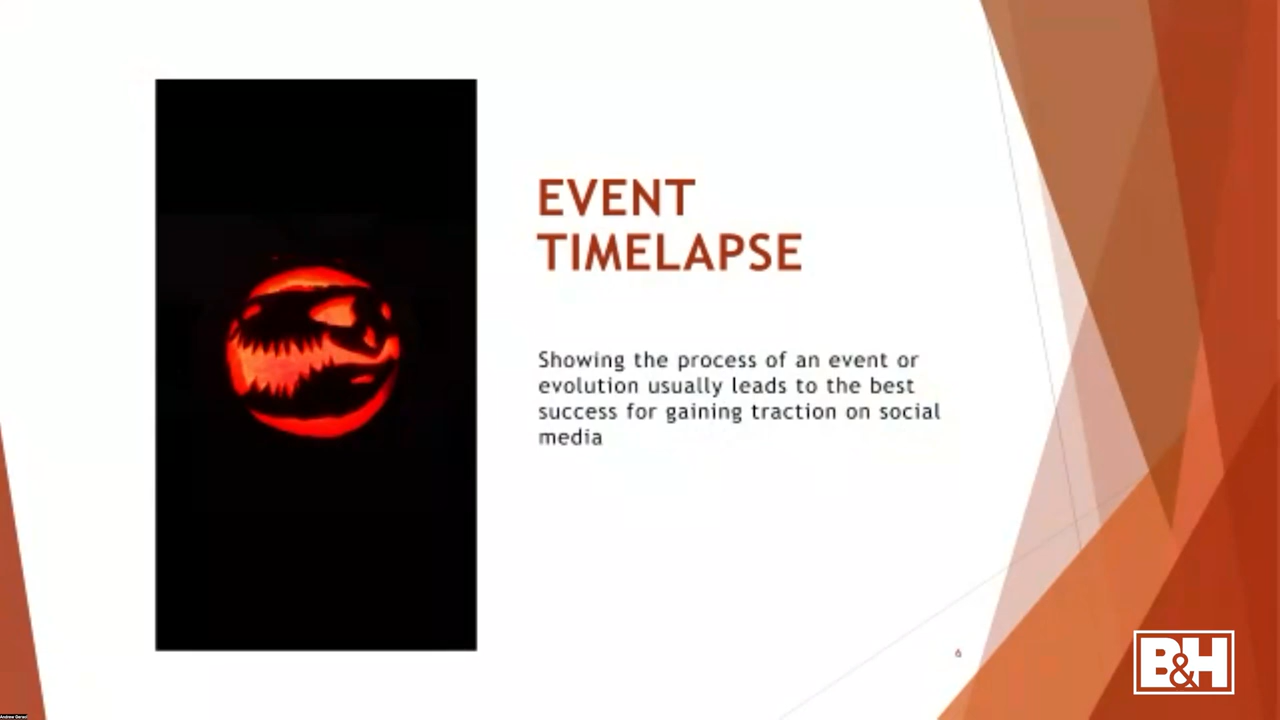 EVENT
TIMELAPSE
Showing the process of an event or
evolution usually leads to the best
success for gaining traction on social
media
6
B&H